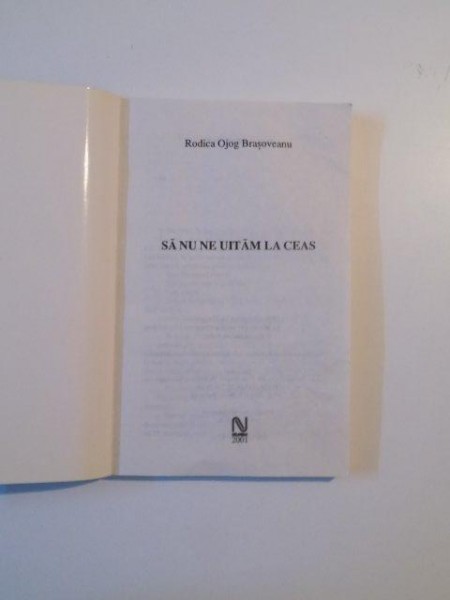 Rodica Ojog Brașoveanu
SĂ NU NE UITĂM LA CEAS
N
2001